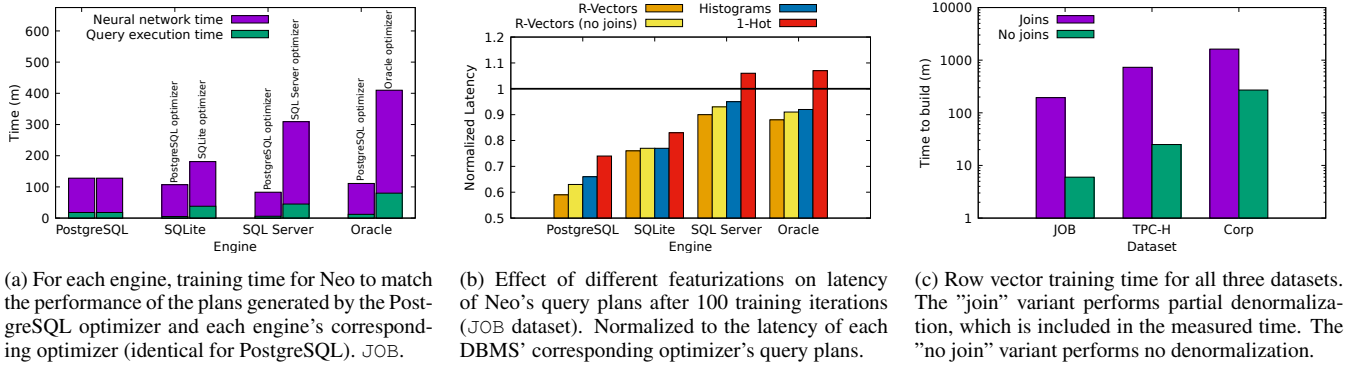 Neural network time
Query execution time
600
500
400
300
200
100
0
Time (m)
PostgreSQL optimizer
SQLite optimizer
PostgreSQL optimizer
SQL Server optimizer
PostgreSQL optimizer
Oracle optimizer
PostgreSQL
SQLite
SQL Server
Oracle
Engine
(a) For each engine, training time for Neo to match
the performance of the plans generated by the Post-
greSQL optimizer and each engine's correspond-
ing optimizer (identical for PostgreSQL). JOB.
R-Vectors
R-Vectors (no joins)
Histograms
1-Hot
1.2
1.1
1
0.9
0.8
0.7
0.6
0.5
Normalized Latency
PostgreSQL
SQLite
SQL Server
Oracle
Engine
(b) Effect of different featurizations on latency
of Neo's query plans after 100 training iterations
(JOB dataset). Normalized to the latency of each
DBMS' corresponding optimizer's query plans.
Joins
No joins
10000
1000
100
10
1
Time to build (m)
JOB
TPC-H
Corp
Dataset
(c) Row vector training time for all three datasets.
The "join" variant performs partial denormaliza-
tion, which is included in the measured time. The
"no join" variant performs no denormalization.